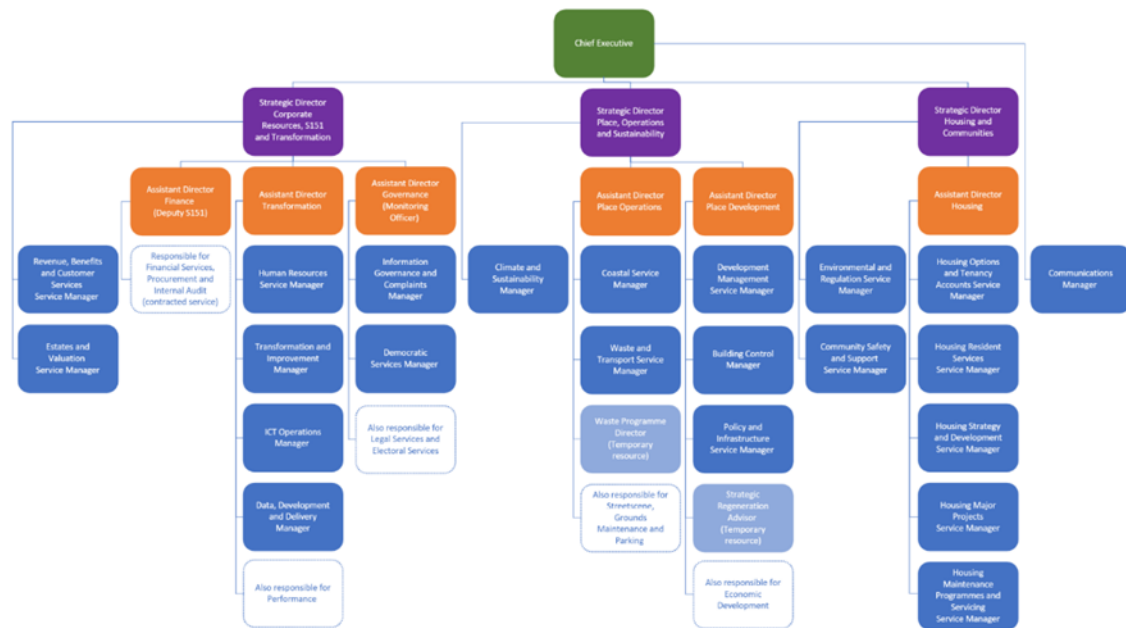 Chief Executive
Strategic Director
Corporate
Resources, S151
and Transformation
Strategic Director
Place, Operations
and Sustainability
Strategic Director
Housing and
Communities
Assistant Director
Finance
(Deputy S151)
Assistant Director
Transformation
Assistant Director
Governance
(Monitoring
Officer)
Assistant Director
Place Operations
Assistant Director
Place Development
Assistant Director
Housing
Revenue, Benefits
and Customer
Services
Service Manager
Responsible for
Financial Services,
Procurement and
Internal Audit
(contracted service)
Human Resources
Service Manager
Information
Governance and
Complaints
Manager
Climate and
Sustainability
Manager
Coastal Service
Manager
Development
Management
Service Manager
Environmental and
Regulation Service
Manager
Housing Options
and Tenancy
Accounts Service
Manager
Communications
Manager
Estates and
Valuation
Service Manager
Transformation and
Improvement
Manager
Democratic
Services Manager
Waste and
Transport Service
Manager
Building Control
Manager
Community Safety
and Support
Service Manager
Housing Resident
Services
Service Manager
ICT Operations
Manager
Also responsible for
Legal Services and
Electoral Services
Waste Programme
Director
(Temporary
resource)
Policy and
Infrastructure
Service Manager
Housing Strategy
and Development
Service Manager
Data, Development
and Delivery
Manager
Also responsible for
Streetscene,
Grounds
Maintenance and
Parking
Strategic
Regeneration
Advisor
(Temporary
resource)
Housing Major
Projects
Service Manager
Also responsible for
Performance
Also responsible for
Economic
Development
Housing
Maintenance
Programmes and
Servicing
Service Manager